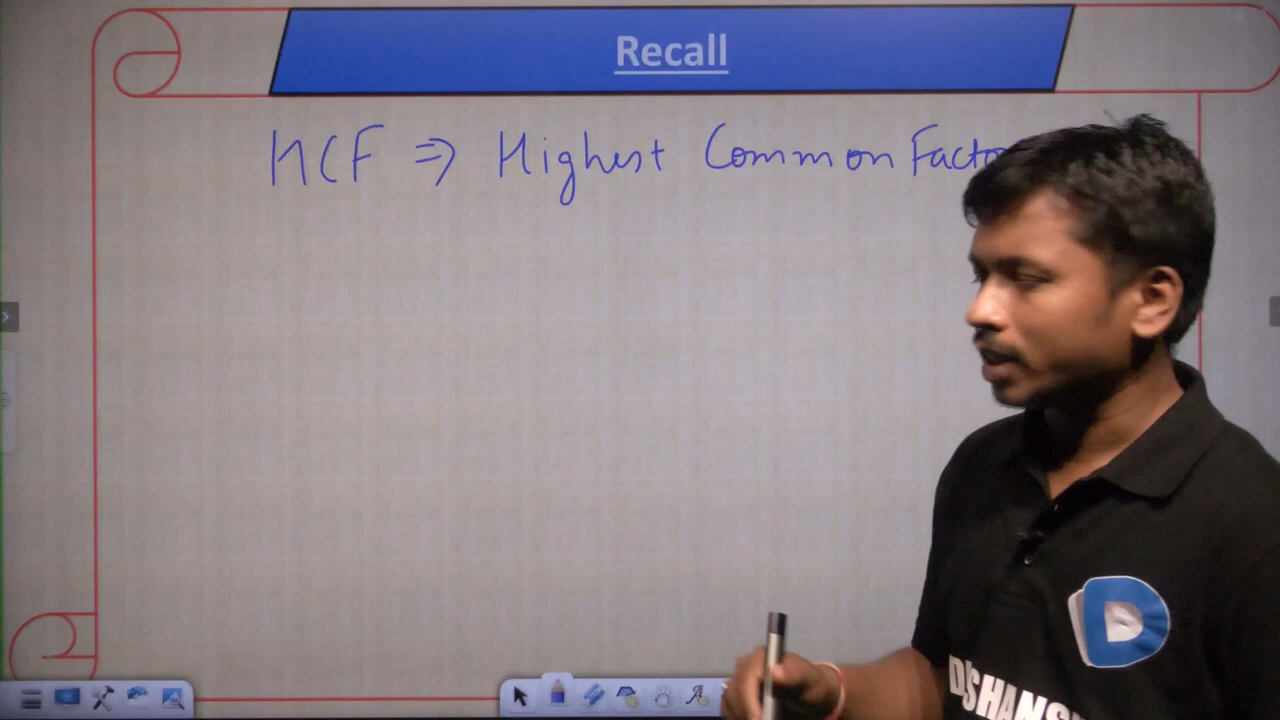 Recall
HCF ⇒ Highest Common Facto
D